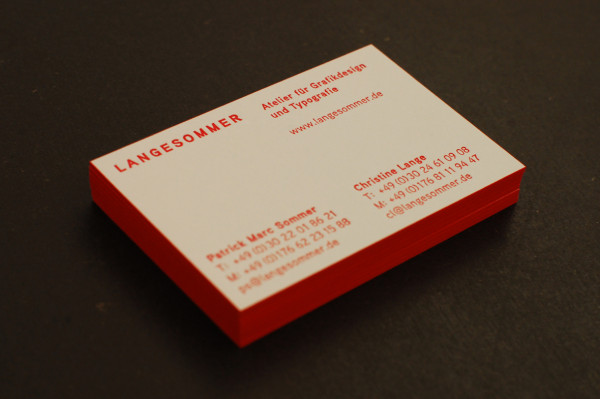 LANGESOMMER
Atelier für Grafikdesign
und Typografie
www.langesommer.de
Patrick Marc Sommer
T: +49 (0)30 22 01 86 21
M: +49 (0)176 62 23 15 88
ps@langesommer.de
Christine Lange
T: +49 (0)30 24 61 09 08
M: +49 (0)176 81 11 94 47
cl@langesommer.de